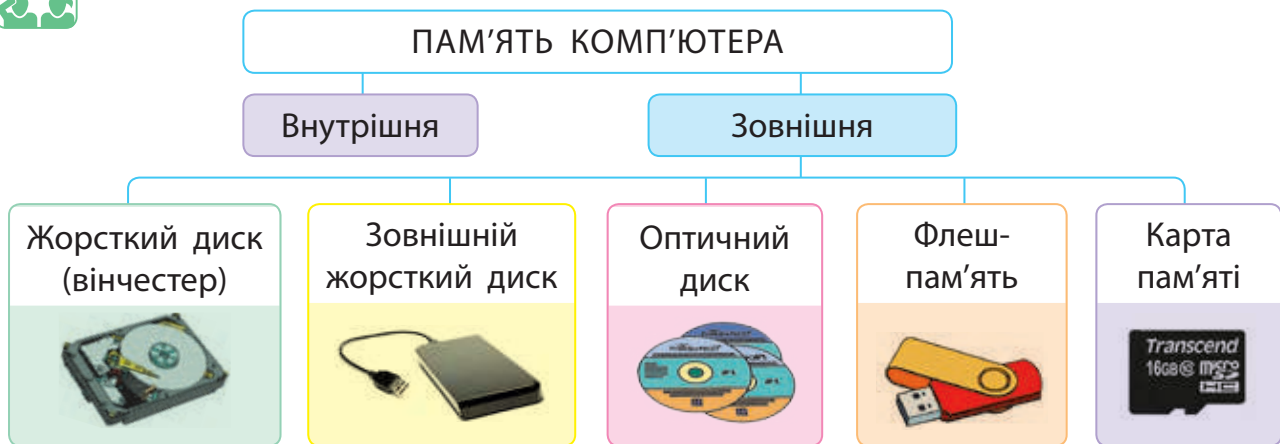 ПАМ’ЯТЬ КОМП’ЮТЕРА
Внутрішня
Зовнішня
Жорсткий диск
(вінчестер)
Зовнішній
жорсткий диск
Оптичний
диск
Флеш-
пам’ять
Карта
пам’яті
Transcend
16GB